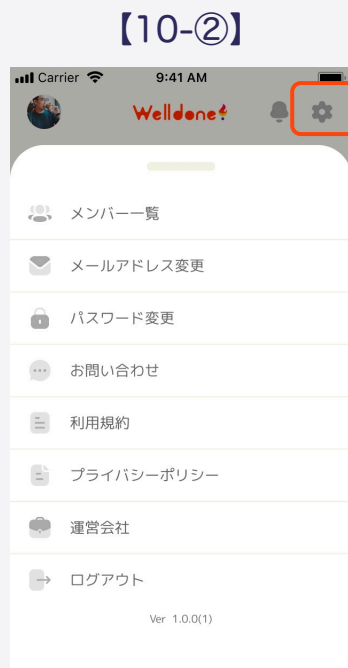 【10-②】
Carrier 9:41 AM
Welldone!
メンバー一覧
メールアドレス変更
パスワード変更
お問い合わせ
利用規約
プライバシーポリシー
運営会社
ログアウト
Ver 1.0.0(1)